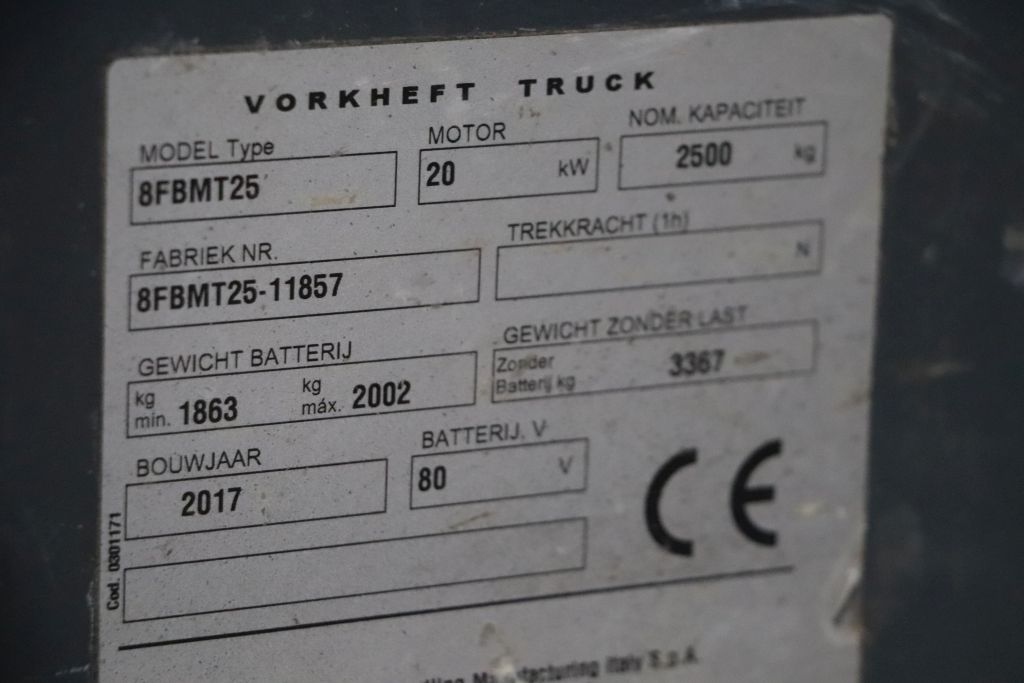 VORKHEFT TRUCK
MODEL Type
8FBMT25
MOTOR
20 kW
NOM. KAPACITEIT
2500 kg
FABRIEK NR.
8FBMT25-11857
TREKKRACHT (1h)
N
GEWICHT BATTERIJ
kg min. 1863 kg máx. 2002
GEWICHT ZONDER LAST
Zonder
Batterij kg 3367
BOUWJAAR
2017
BATTERIJ. V
80 V
CE
Cod. 0301171
Manufacturing Italy S.p.A.